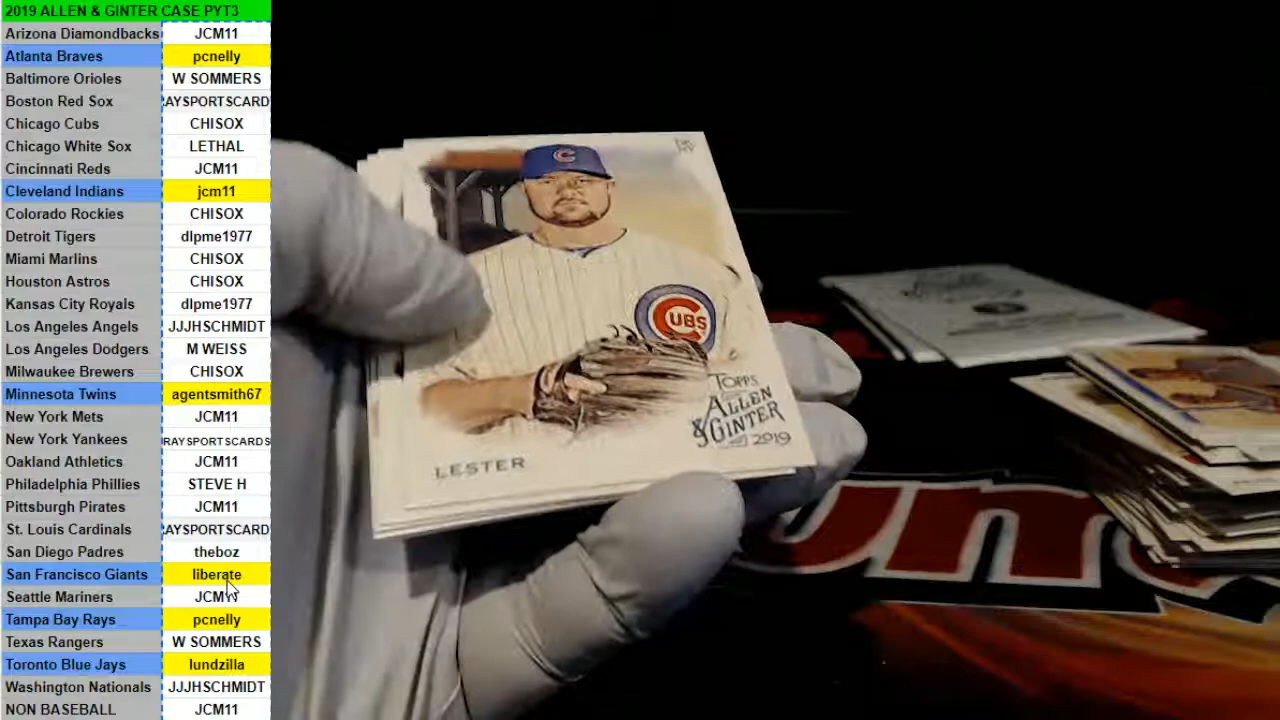 2019 ALLEN & GINTER CASE PYT3
Arizona Diamondbacks JCM11
Atlanta Braves pcnelly
Baltimore Orioles W SOMMERS
Boston Red Sox AYSPORTSCARD
Chicago Cubs CHISOX
Chicago White Sox LETHAL
Cincinnati Reds JCM11
Cleveland Indians jcm11
Colorado Rockies CHISOX
Detroit Tigers dlpme1977
Miami Marlins CHISOX
Houston Astros CHISOX
Kansas City Royals dlpme1977
Los Angeles Angels JJJHSCHMIDT
Los Angeles Dodgers M WEISS
Milwaukee Brewers CHISOX
Minnesota Twins agentsmith67
New York Mets JCM11
New York Yankees RAYSPORTSCARDS
Oakland Athletics JCM11
Philadelphia Phillies STEVE H
Pittsburgh Pirates JCM11
St. Louis Cardinals AYSPORTSCARD
San Diego Padres theboz
San Francisco Giants liberate
Seattle Mariners JCM11
Tampa Bay Rays pcnelly
Texas Rangers W SOMMERS
Toronto Blue Jays lundzilla
Washington Nationals JJJHSCHMIDT
NON BASEBALL JCM11
C
CUBS
TOPPS
ALLEN
& GINTER
2019
LESTER